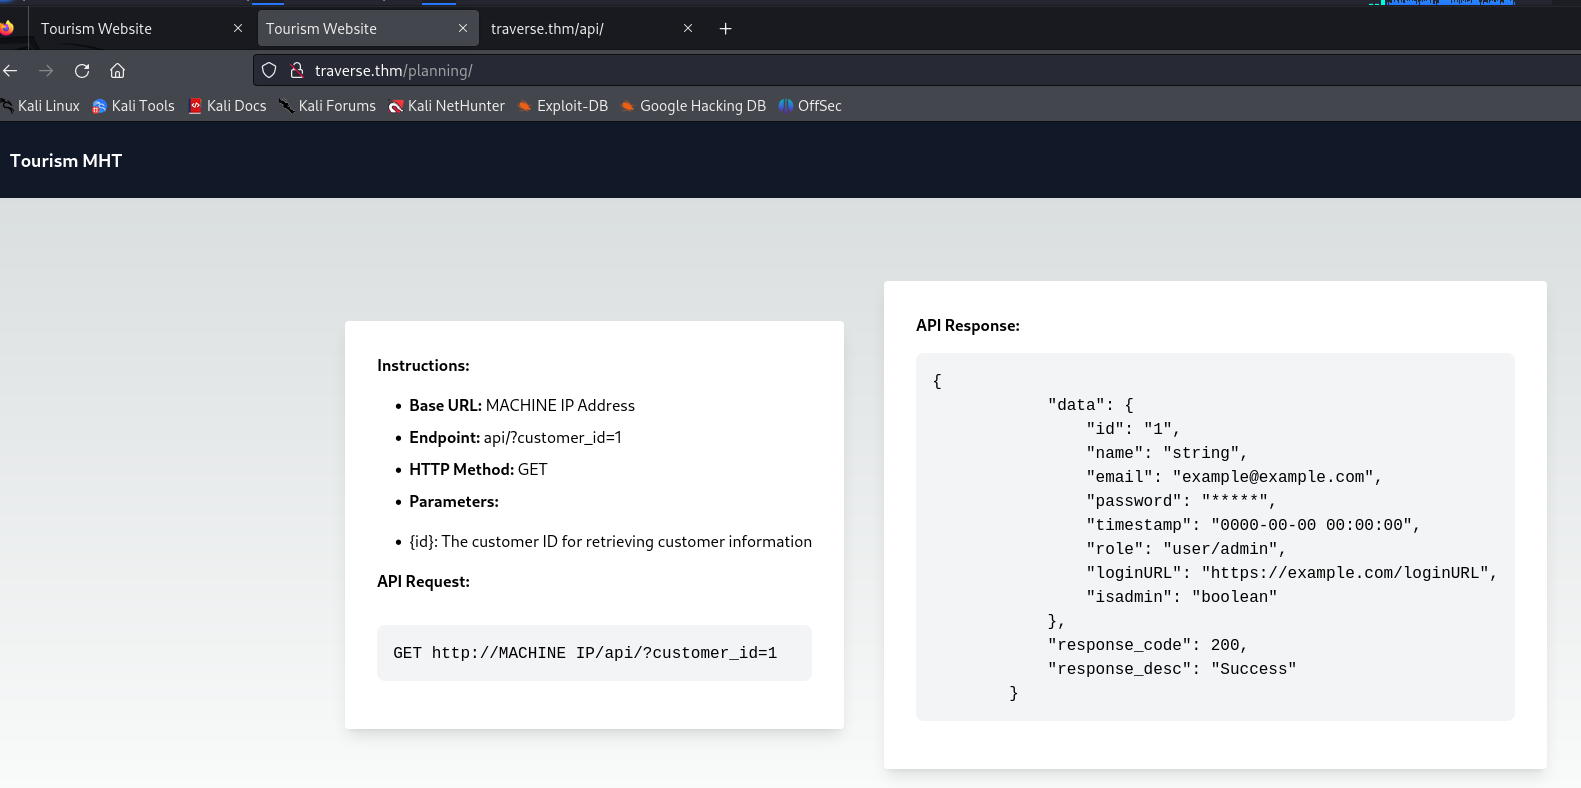 Tourism Website
Tourism Website
traverse.thm/api/
traverse.thm/planning/
Kali Linux Kali Tools Kali Docs Kali Forums Kali NetHunter Exploit-DB Google Hacking DB OffSec
Tourism MHT
Instructions:
• Base URL: MACHINE IP Address
• Endpoint: api/?customer_id=1
• HTTP Method: GET
• Parameters:
• {id}: The customer ID for retrieving customer information
API Request:
GET http://MACHINE IP/api/?customer_id=1
API Response:
{
"data": {
"id": "1",
"name": "string",
"email": "example@example.com",
"password": "*****",
"timestamp": "0000-00-00 00:00:00",
"role": "user/admin",
"loginURL": "https://example.com/loginURL",
"isadmin": "boolean"
},
"response_code": 200,
"response_desc": "Success"
}